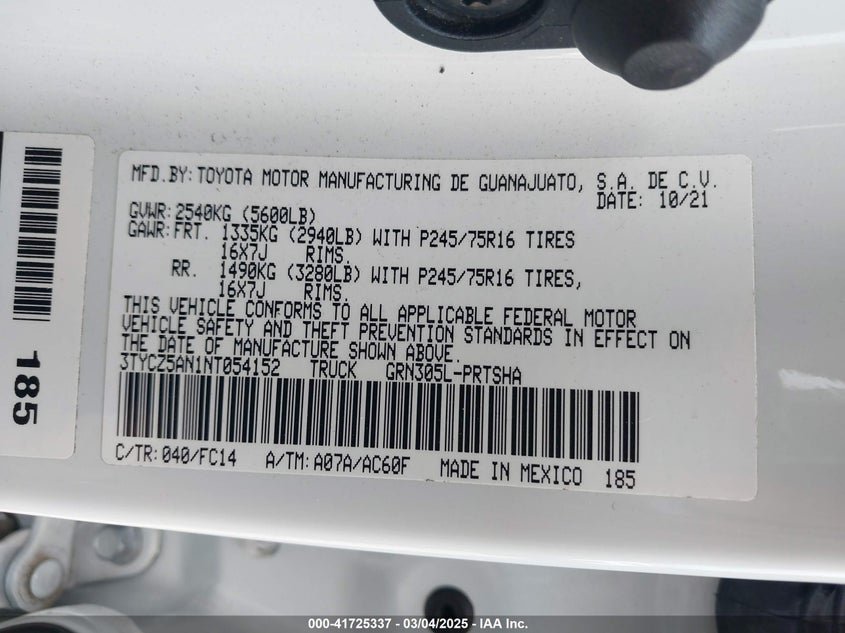 MFD.BY: TOYOTA MOTOR MANUFACTURING DE GUANAJUATO, S.A. DE C.V.
DATE: 10/21
GVWR: 2540KG (5600LB)
GAWR: FRT. 1335KG (2940LB) WITH P245/75R16 TIRES
16X7J RIMS.
RR. 1490KG (3280LB) WITH P245/75R16 TIRES,
16X7J RIMS.
THIS VEHICLE CONFORMS TO ALL APPLICABLE FEDERAL MOTOR
VEHICLE SAFETY AND THEFT PREVENTION STANDARDS IN EFFECT ON
THE DATE OF MANUFACTURE SHOWN ABOVE.
3TYCZ5AN1NT054152 TRUCK GRN305L-PRTSHA
C/TR: 040/FC14 A/TM: A07A/AC60F MADE IN MEXICO 185
185
000-41725337 - 03/04/2025 - IAA Inc.